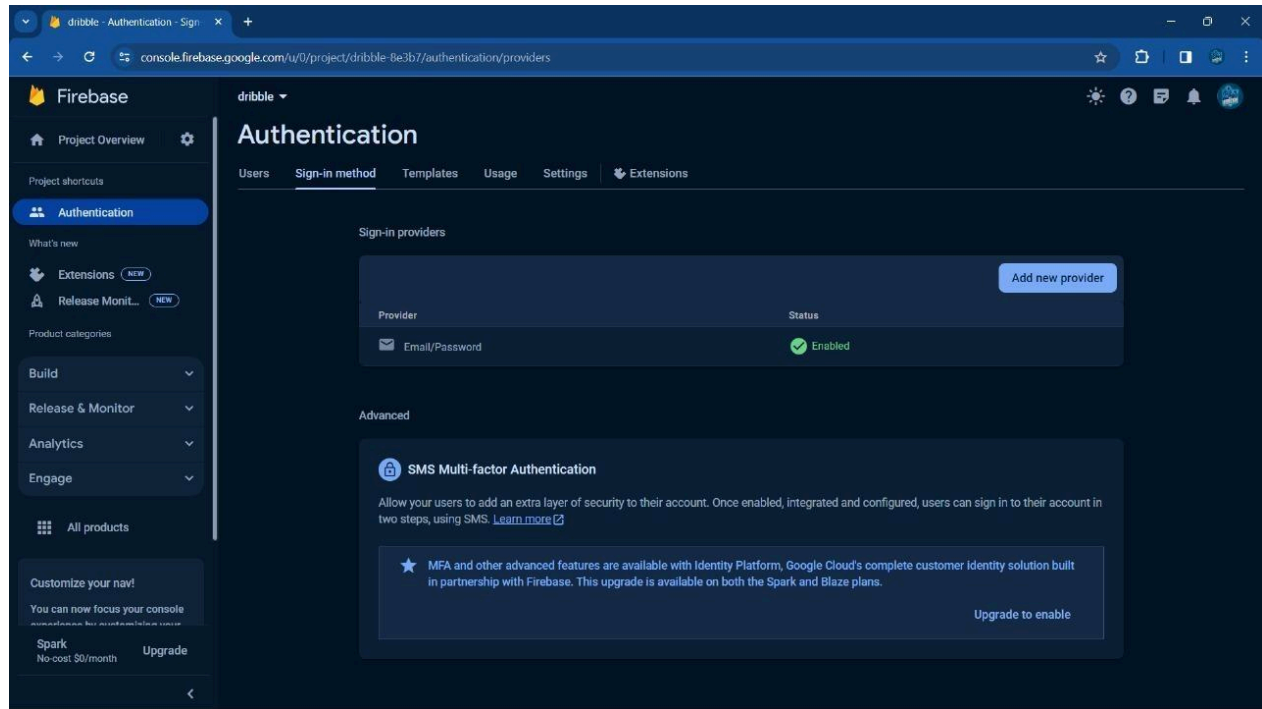 dribble - Authentication - Sign
console.firebase.google.com/u/0/project/dribble-8e3b7/authentication/providers
Firebase
dribble
Project Overview
Authentication
Users Sign-in method Templates Usage Settings Extensions
Project shortcuts
Authentication
What's new
Extensions NEW
Release Monit... NEW
Product categories
Build
Release & Monitor
Analytics
Engage
All products
Customize your nav!
You can now focus your console
Spark
No-cost $0/month
Upgrade
Sign-in providers
Add new provider
Provider Status
Email/Password Enabled
Advanced
SMS Multi-factor Authentication
Allow your users to add an extra layer of security to their account. Once enabled, integrated and configured, users can sign in to their account in
two steps, using SMS. Learn more
MFA and other advanced features are available with Identity Platform, Google Cloud's complete customer identity solution built
in partnership with Firebase. This upgrade is available on both the Spark and Blaze plans.
Upgrade to enable